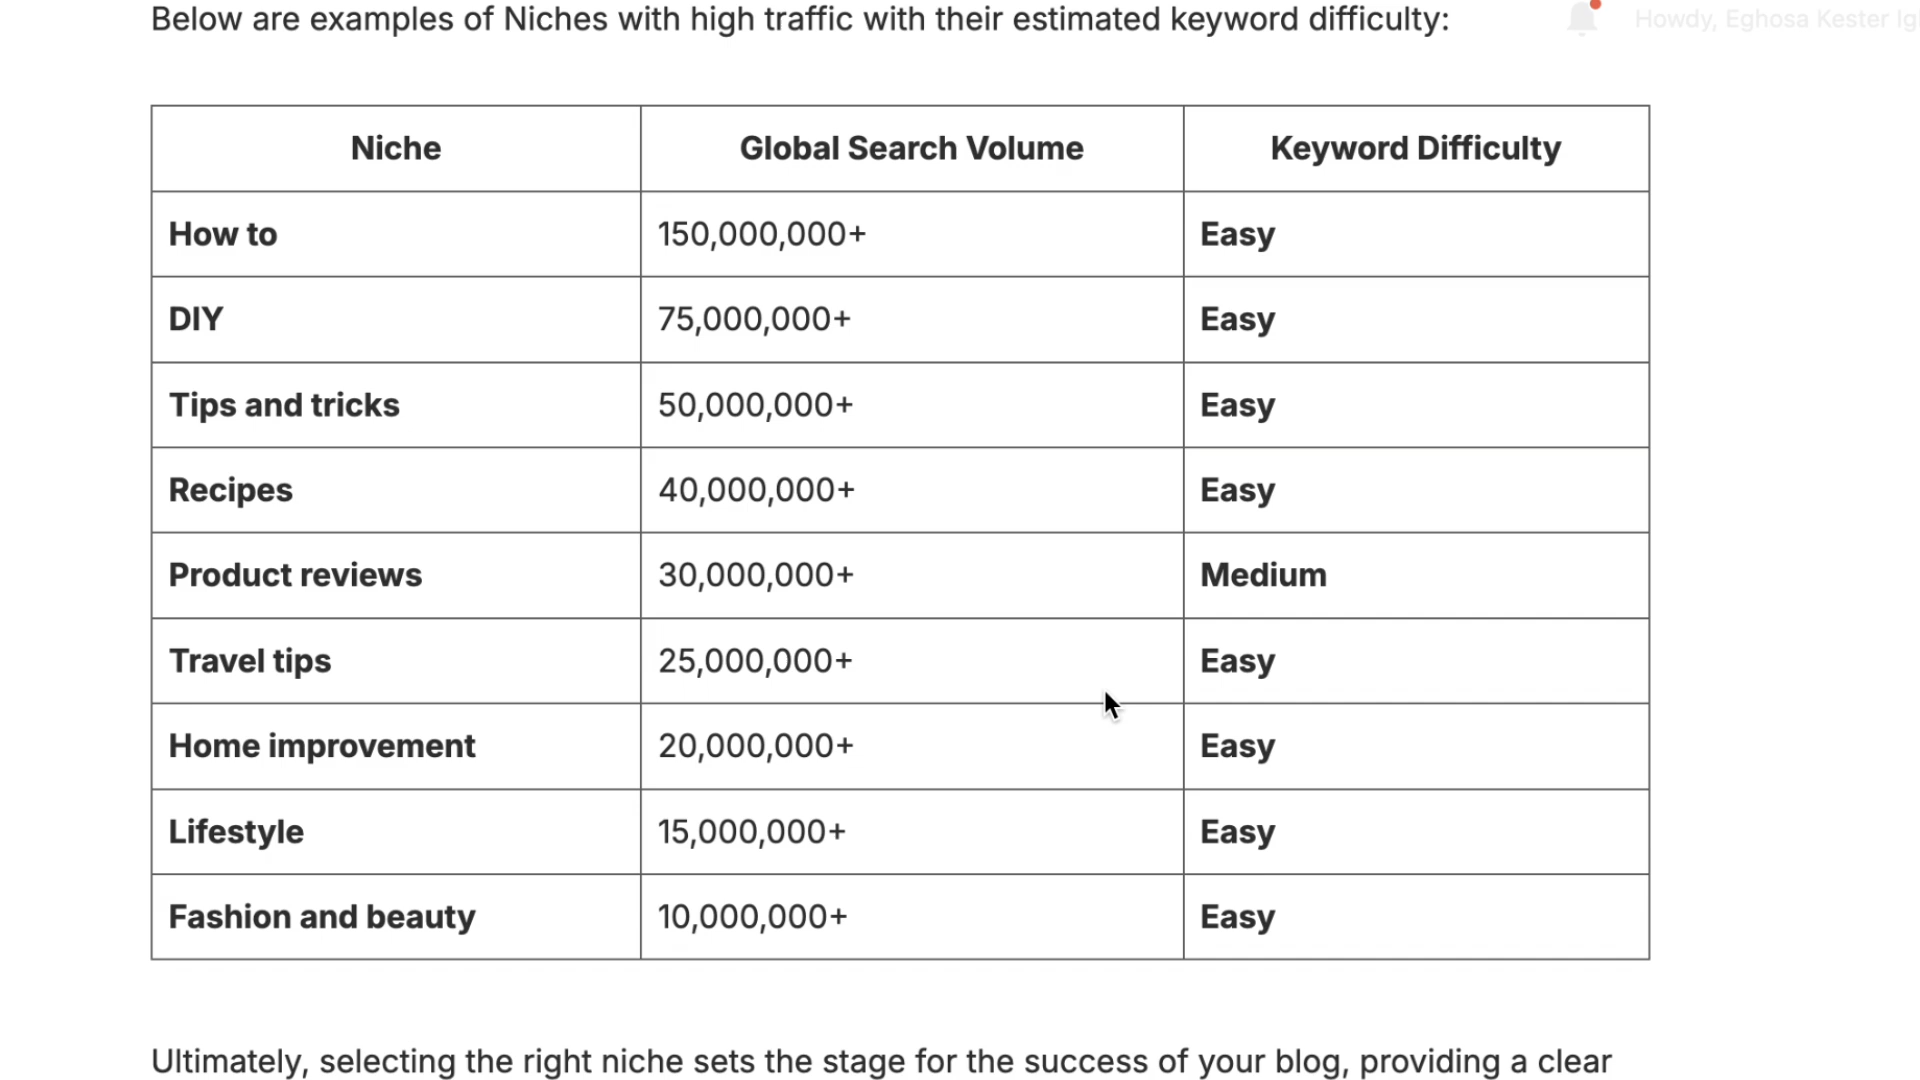 Below are examples of Niches with high traffic with their estimated keyword difficulty:
Howdy, Eghosa Kester
Niche Global Search Volume Keyword Difficulty
How to 150,000,000+ Easy
DIY 75,000,000+ Easy
Tips and tricks 50,000,000+ Easy
Recipes 40,000,000+ Easy
Product reviews 30,000,000+ Medium
Travel tips 25,000,000+ Easy
Home improvement 20,000,000+ Easy
Lifestyle 15,000,000+ Easy
Fashion and beauty 10,000,000+ Easy
Ultimately, selecting the right niche sets the stage for the success of your blog, providing a clear